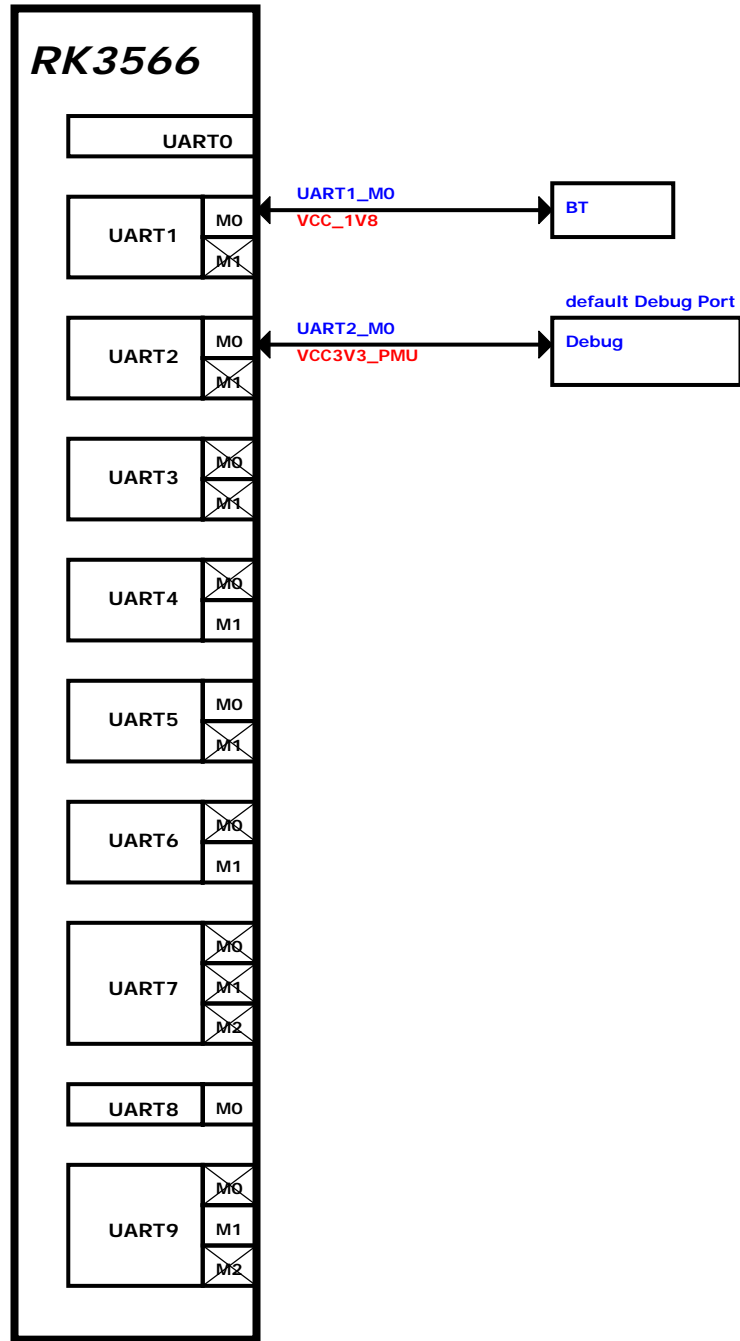 RK3566
UART0
UART1
M0
M1
UART1_M0
VCC_1V8
BT
UART2
M0
M1
UART2_M0
VCC3V3_PMU
default Debug Port
Debug
UART3
M0
M1
UART4
M0
M1
UART5
M0
M1
UART6
M0
M1
UART7
M0
M1
M2
UART8
M0
UART9
M0
M1
M2